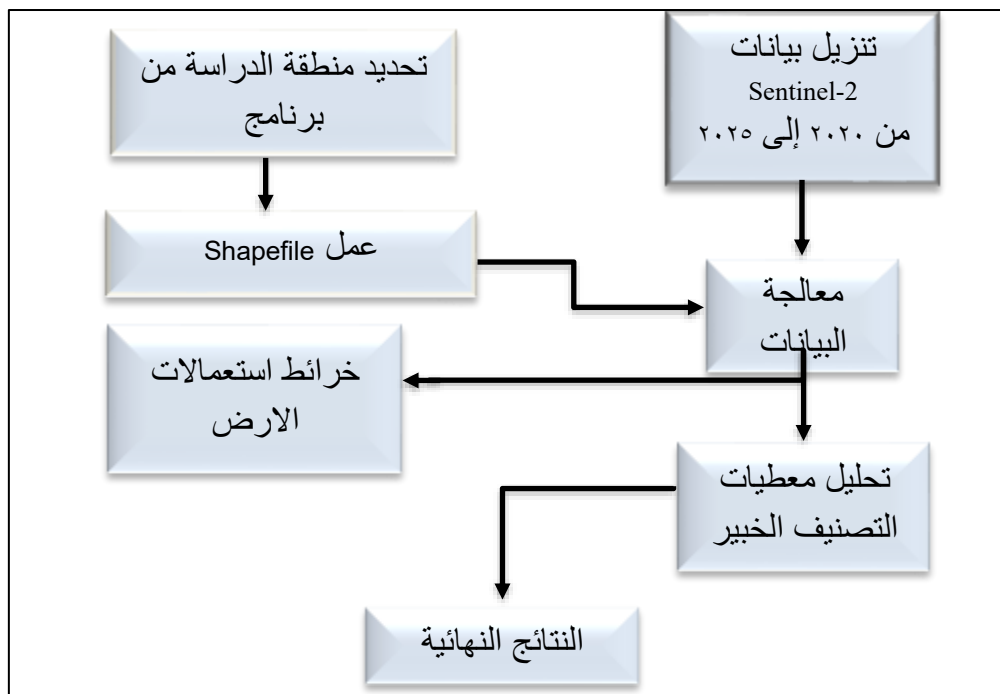 تنزيل بيانات
Sentinel-2
من ٢٠٢٠ إلى ٢٠٢٥
تحديد منطقة الدراسة من
برنامج
عمل Shapefile
معالجة
البيانات
خرائط استعمالات
الارض
تحليل معطيات
التصنيف الخبير
النتائج النهائية